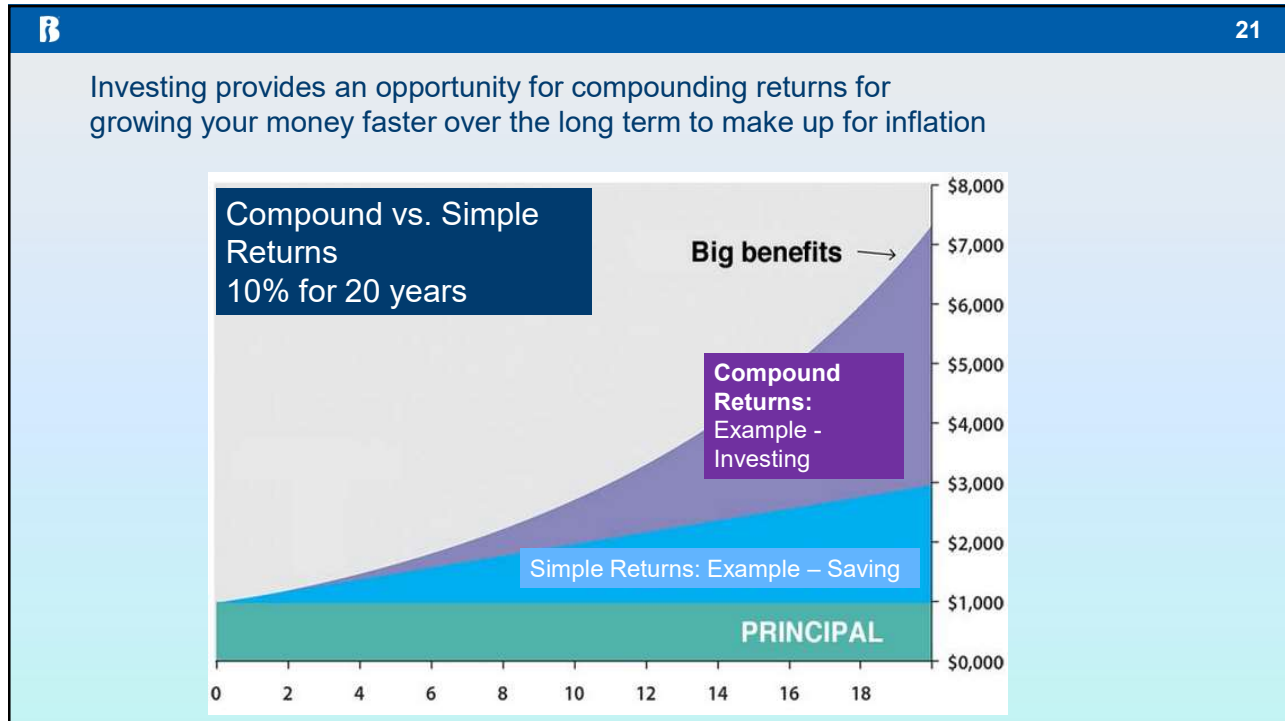 21
Investing provides an opportunity for compounding returns for
growing your money faster over the long term to make up for inflation
Compound vs. Simple
Returns
10% for 20 years
Big benefits
Compound
Returns:
Example -
Investing
Simple Returns: Example – Saving
PRINCIPAL
$8,000
$7,000
$6,000
$5,000
$4,000
$3,000
$2,000
$1,000
$0,000
0 2 4 6 8 10 12 14 16 18